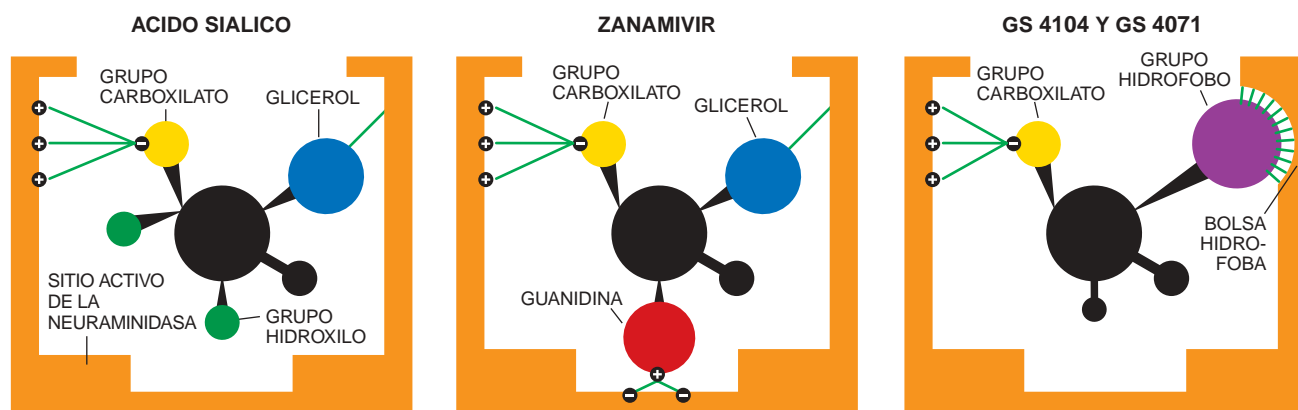 ACIDO SIALICO
GRUPO
CARBOXILATO
GLICEROL
SITIO ACTIVO
DE LA
NEURAMINIDASA
GRUPO
HIDROXILO
ZANAMIVIR
GRUPO
CARBOXILATO
GLICEROL
GUANIDINA
GS 4104 Y GS 4071
GRUPO
CARBOXILATO
GRUPO
HIDROFOBO
BOLSA
HIDRO-
FOBA